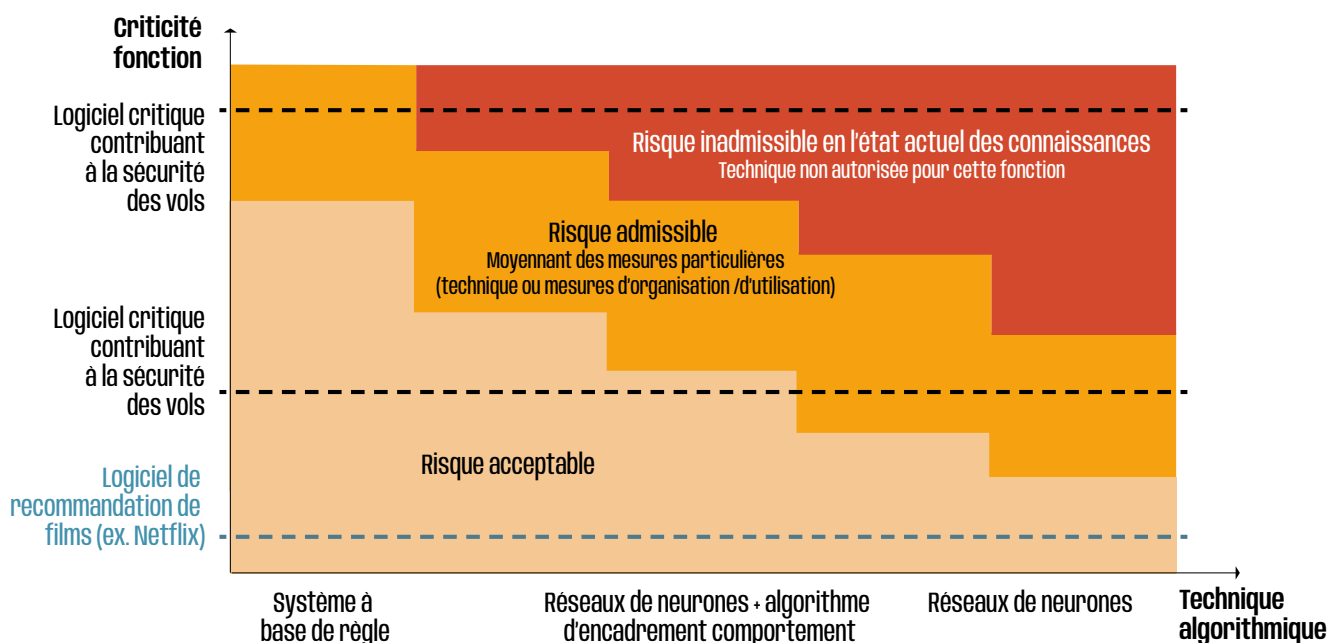 Criticité
fonction
Logiciel critique
contribuant
à la sécurité
des vols
Risque inadmissible en l'état actuel des connaissances
Technique non autorisée pour cette fonction
Risque admissible
Moyennant des mesures particulières
(technique ou mesures d'organisation /d'utilisation)
Logiciel critique
contribuant
à la sécurité
des vols
Risque acceptable
Logiciel de
recommandation de
films (ex. Netflix)
Système à
base de règle
Réseaux de neurones + algorithme
d'encadrement comportement
Réseaux de neurones
Technique
algorithmique